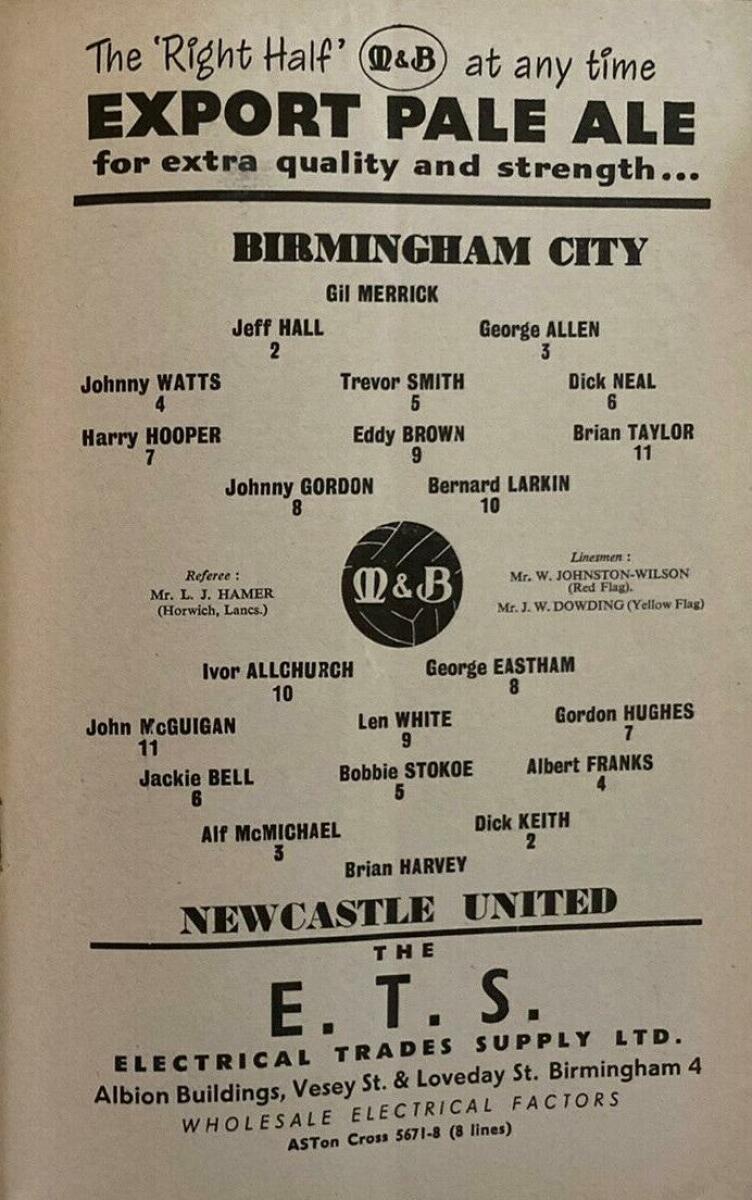 The 'Right Half' M&B at any time
EXPORT PALE ALE
for extra quality and strength...
BIRMINGHAM CITY
Gil MERRICK
Jeff HALL George ALLEN
2 3
Johnny WATTS Trevor SMITH Dick NEAL
4 5 6
Harry HOOPER Eddy BROWN Brian TAYLOR
7 9 11
Johnny GORDON Bernard LARKIN
8 10
Referee :
Mr. L. J. HAMER
(Horwich, Lancs.)
M&B
Linesmen :
Mr. W. JOHNSTON-WILSON
(Red Flag).
Mr. J. W. DOWDING (Yellow Flag)
Ivor ALLCHURCH George EASTHAM
10 8
John McGUIGAN Len WHITE Gordon HUGHES
11 9 7
Jackie BELL Bobbie STOKOE Albert FRANKS
6 5 4
Alf McMICHAEL Dick KEITH
3 2
Brian HARVEY
NEWCASTLE UNITED
THE
E. T. S.
ELECTRICAL TRADES SUPPLY LTD.
Albion Buildings, Vesey St. & Loveday St. Birmingham 4
WHOLESALE ELECTRICAL FACTORS
ASTon Cross 5671-8 (8 lines)